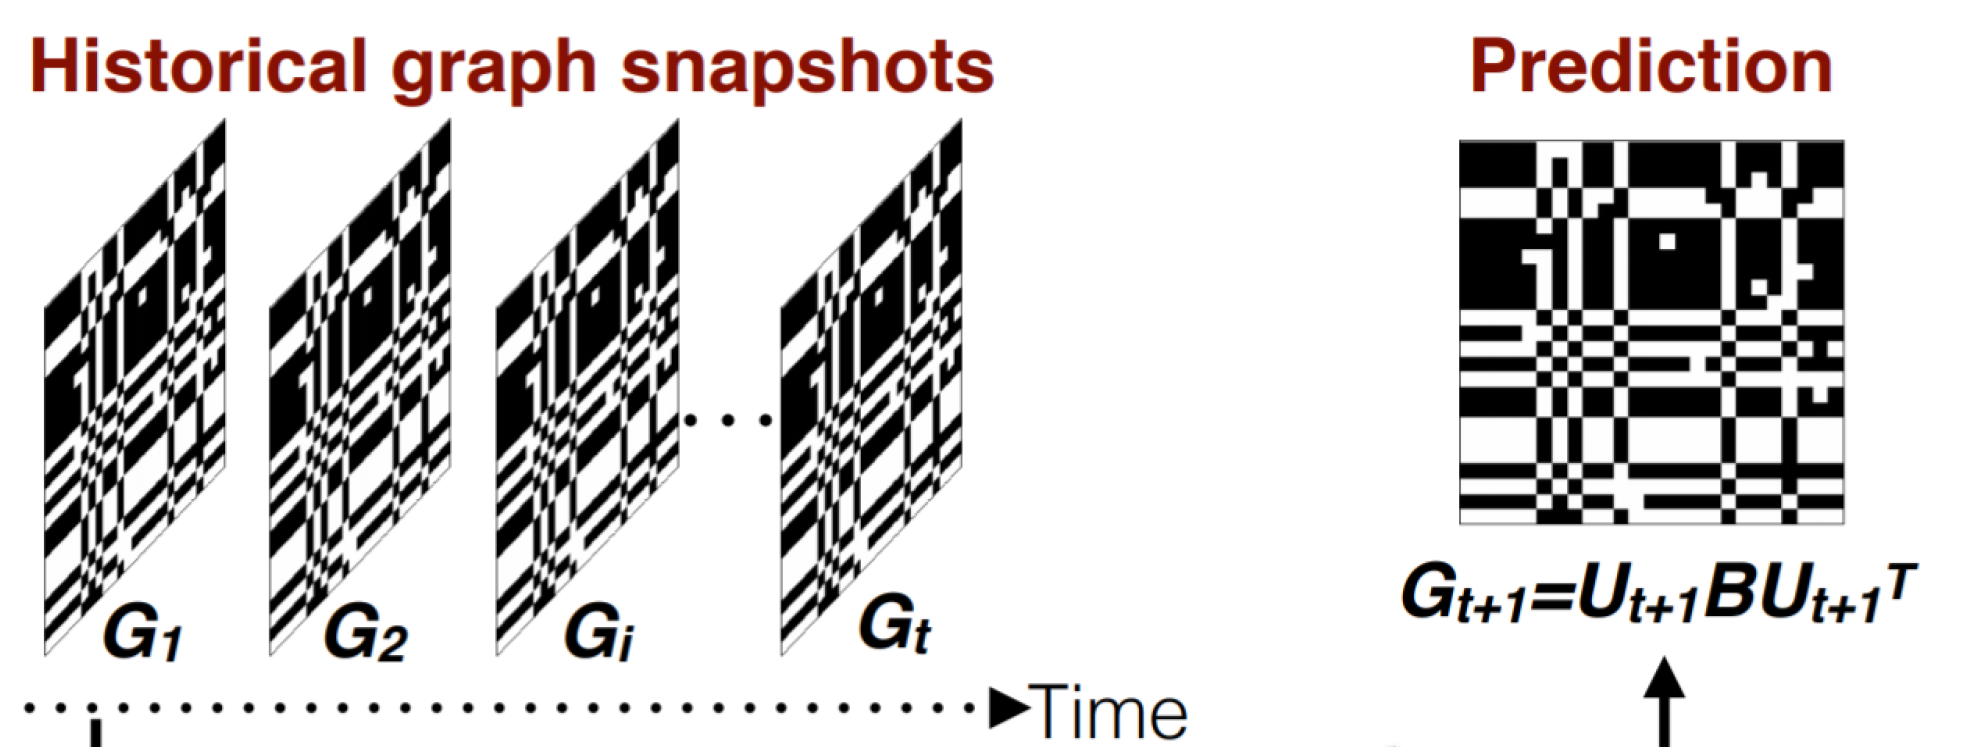 Historical graph snapshots
Prediction
G1
G2
Gi
Gt
Gt+1=Ut+1BUt+1T
Time